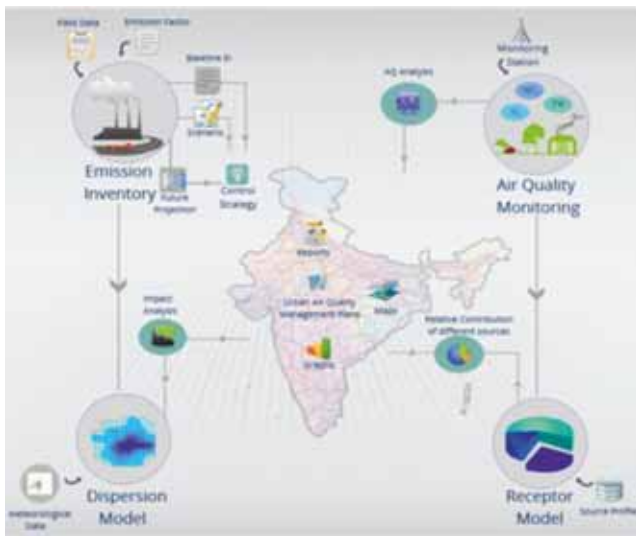 Field Data
Emission Factor
Monitoring
Station
Baseline EI
AQ Analysis
Scenario
Emission
Inventory
Future
Projection
Control
Strategy
Air Quality
Monitoring
Reports
Impact
Analysis
Urban Air Quality
Management Plans
Maps
Relative Contribution
of different sources
Graphs
Meteorological
Data
Dispersion
Model
Receptor
Model
Source Profile